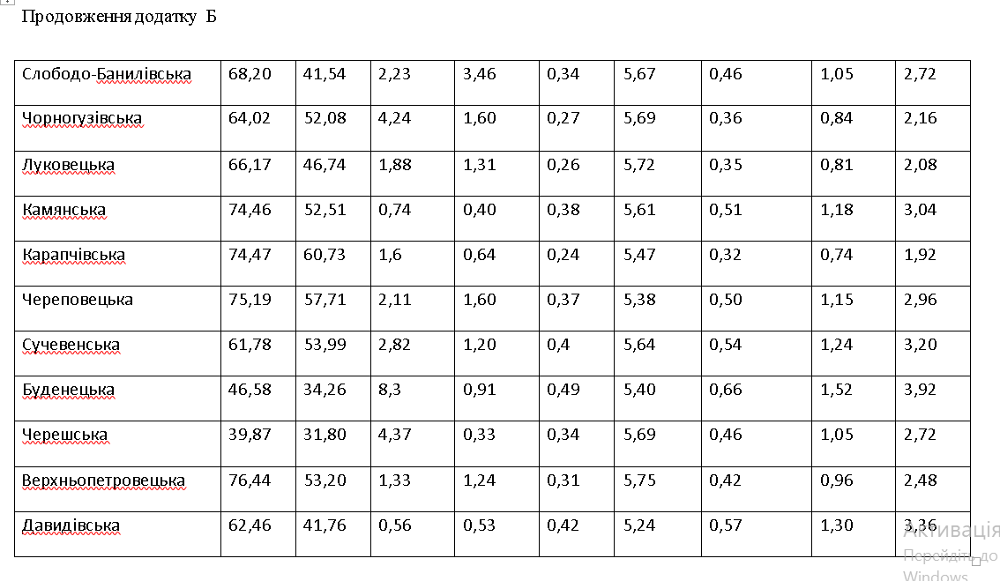 Продовження додатку Б
Слободо-Банилівська 68,20 41,54 2,23 3,46 0,34 5,67 0,46 1,05 2,72
Чорногузівська 64,02 52,08 4,24 1,60 0,27 5,69 0,36 0,84 2,16
Луковецька 66,17 46,74 1,88 1,31 0,26 5,72 0,35 0,81 2,08
Камянська 74,46 52,51 0,74 0,40 0,38 5,61 0,51 1,18 3,04
Карапчівська 74,47 60,73 1,6 0,64 0,24 5,47 0,32 0,74 1,92
Череповецька 75,19 57,71 2,11 1,60 0,37 5,38 0,50 1,15 2,96
Сучевенська 61,78 53,99 2,82 1,20 0,4 5,64 0,54 1,24 3,20
Буденецька 46,58 34,26 8,3 0,91 0,49 5,40 0,66 1,52 3,92
Черешська 39,87 31,80 4,37 0,33 0,34 5,69 0,46 1,05 2,72
Верхньопетровецька 76,44 53,20 1,33 1,24 0,31 5,75 0,42 0,96 2,48
Давидівська 62,46 41,76 0,56 0,53 0,42 5,24 0,57 1,30 3,36
Активація
Перейдіть до
Windows